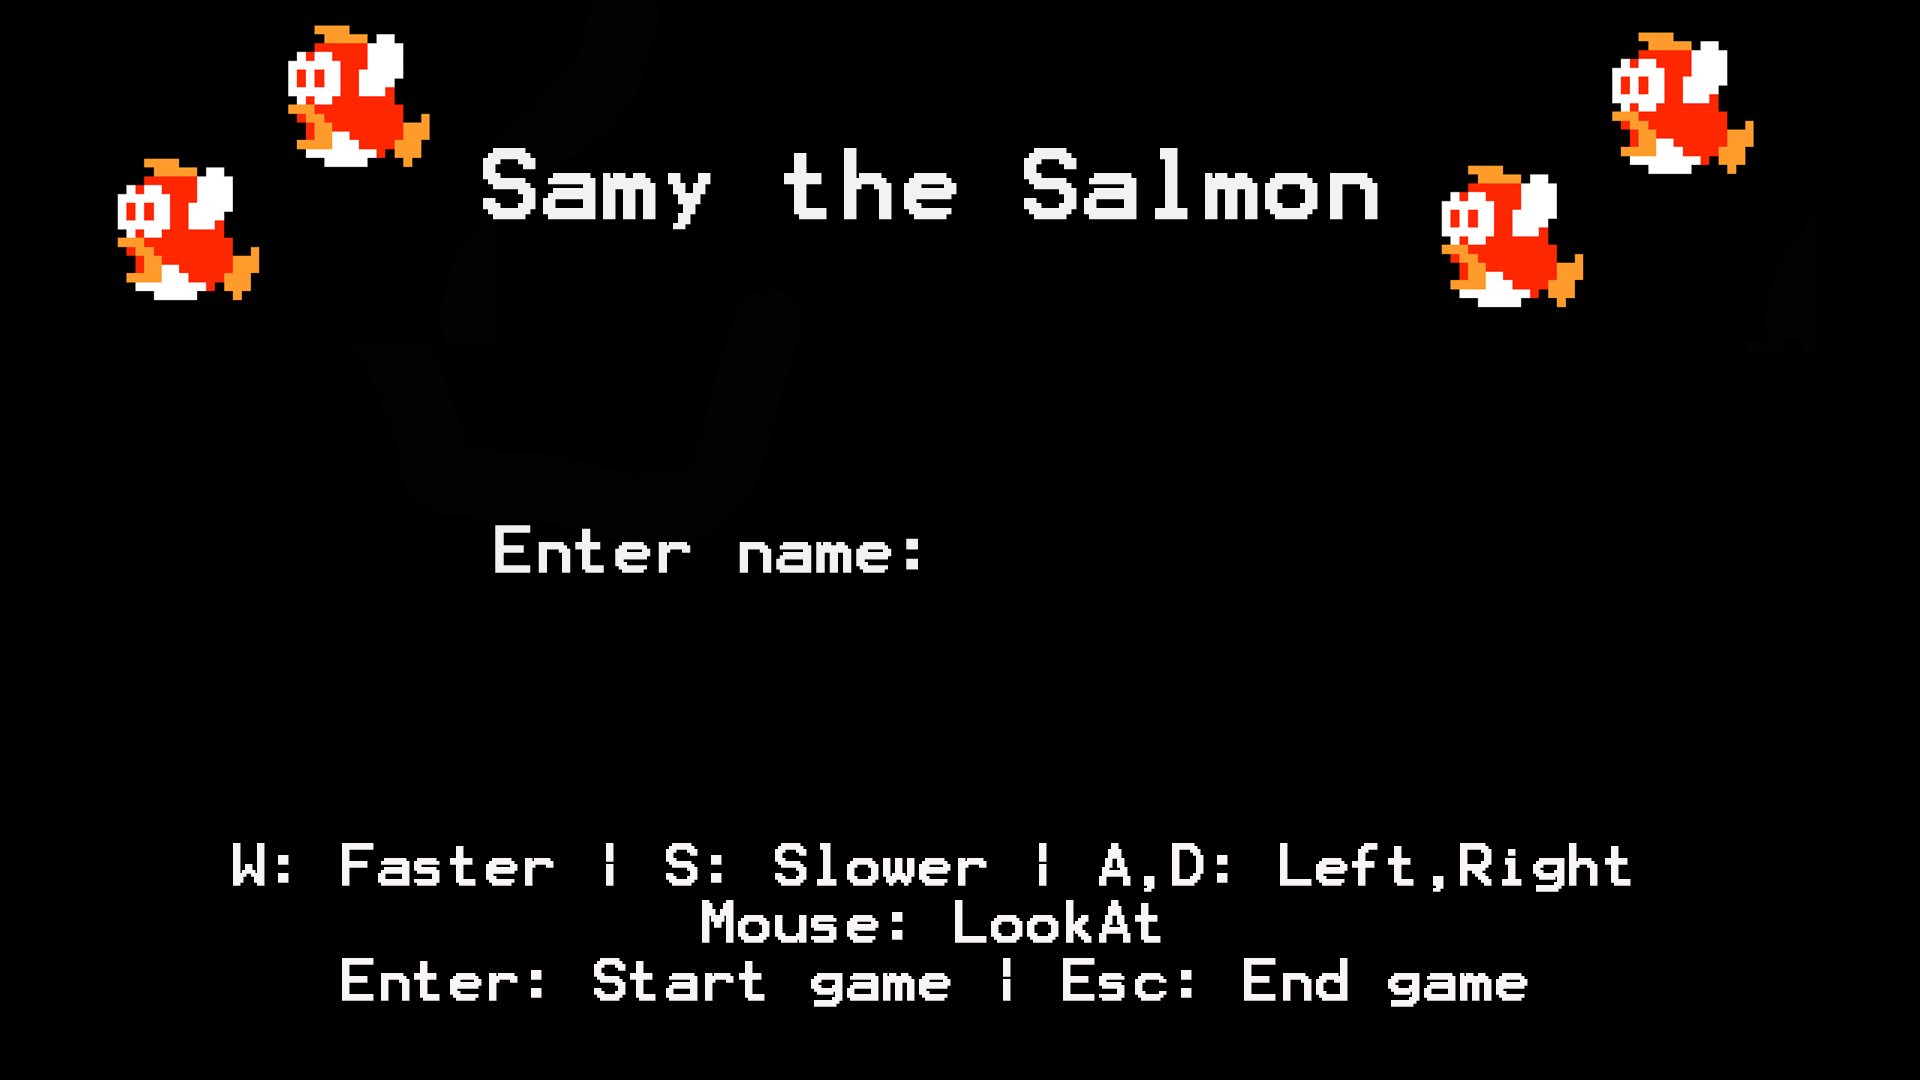 Samy the Salmon
Enter name:
W: Faster | S: Slower | A,D: Left,Right
Mouse: LookAt
Enter: Start game | Esc: End game